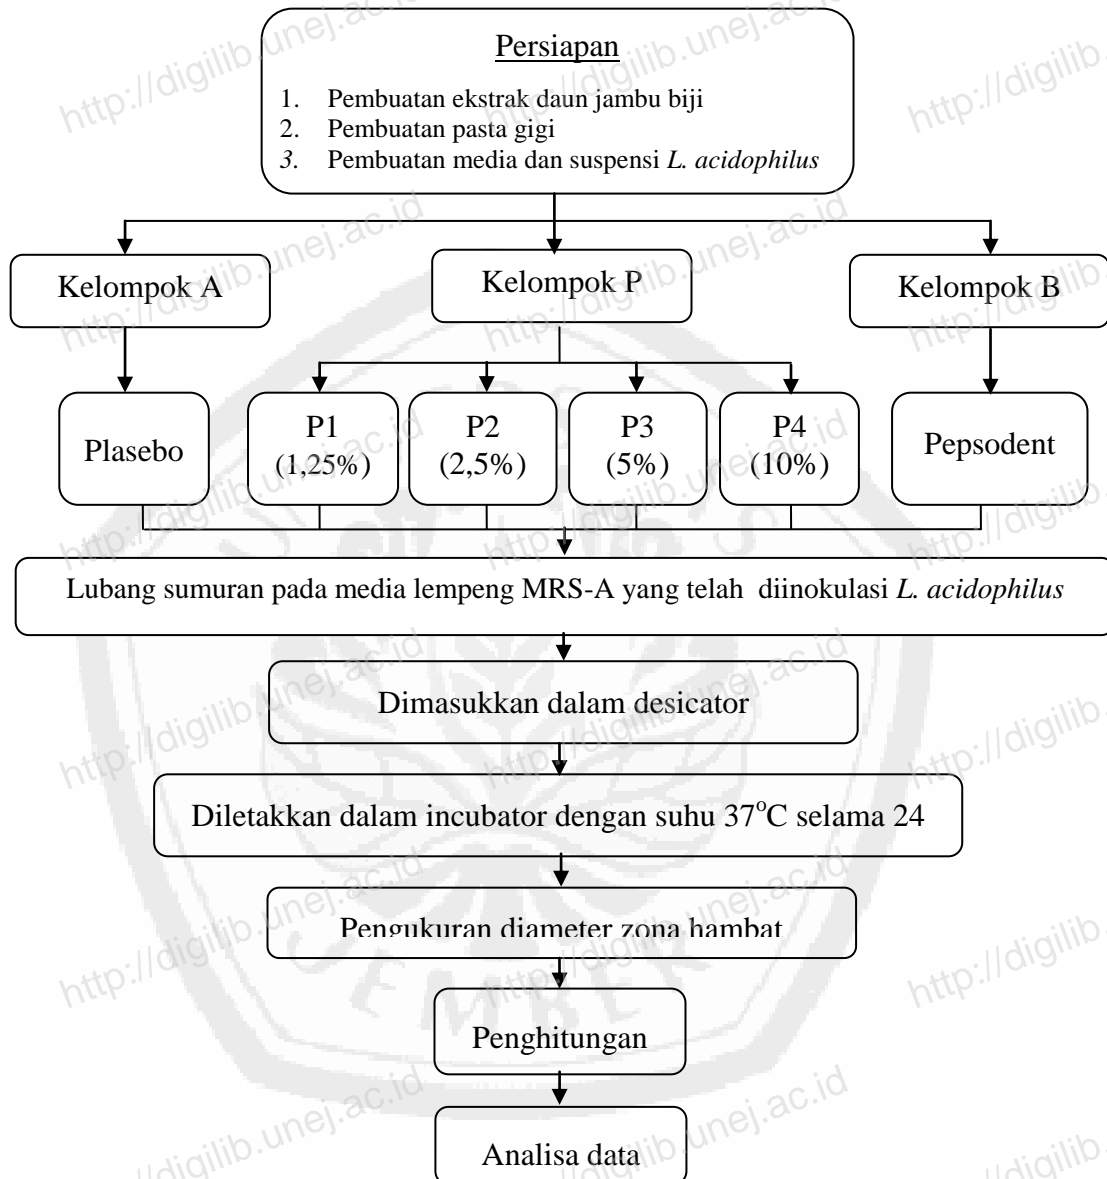 Persiapan
1. Pembuatan ekstrak daun jambu biji
2. Pembuatan pasta gigi
3. Pembuatan media dan suspensi L. acidophilus
Kelompok A
Kelompok P
Kelompok B
Plasebo
P1
(1,25%)
P2
(2,5%)
P3
(5%)
P4
(10%)
Pepsodent
Lubang sumuran pada media lempeng MRS-A yang telah diinokulasi L. acidophilus
Dimasukkan dalam desicator
Diletakkan dalam incubator dengan suhu 37°C selama 24
Pengukuran diameter zona hambat
Penghitungan
Analisa data
http://digilib.unej.ac.id
JEMBER